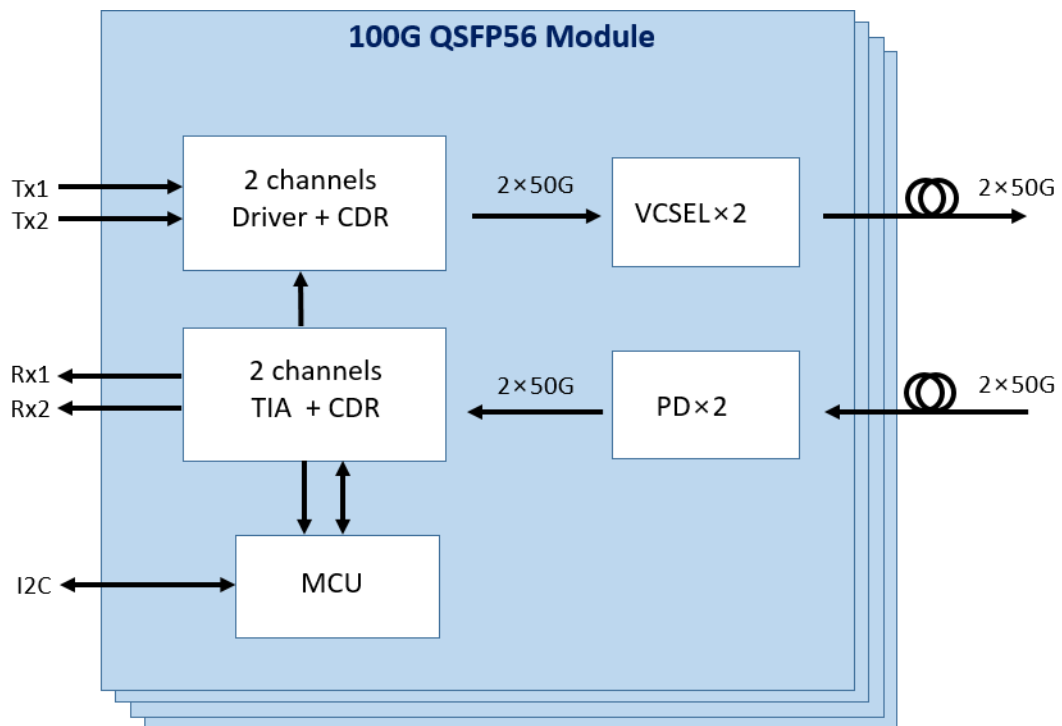 100G QSFP56 Module
Tx1
Tx2
2 channels
Driver + CDR
2×50G
VCSEL×2
2×50G
Rx1
Rx2
2 channels
TIA + CDR
2×50G
PD×2
2×50G
I2C
MCU